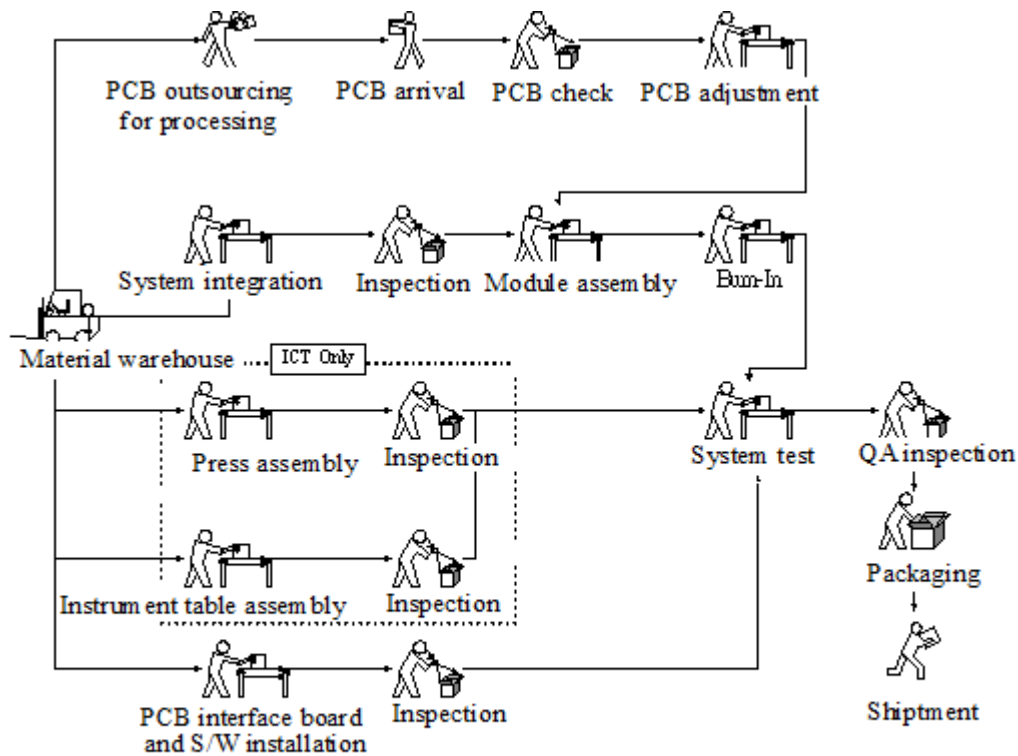 PCB outsourcing
for processing
PCB arrival
PCB check
PCB adjustment
System integration
Inspection
Module assembly
Bum-In
Material warehouse
ICT Only
Press assembly
Inspection
System test
QA inspection
Instrument table assembly
Inspection
Packaging
PCB interface board
and S/W installation
Inspection
Shiptment